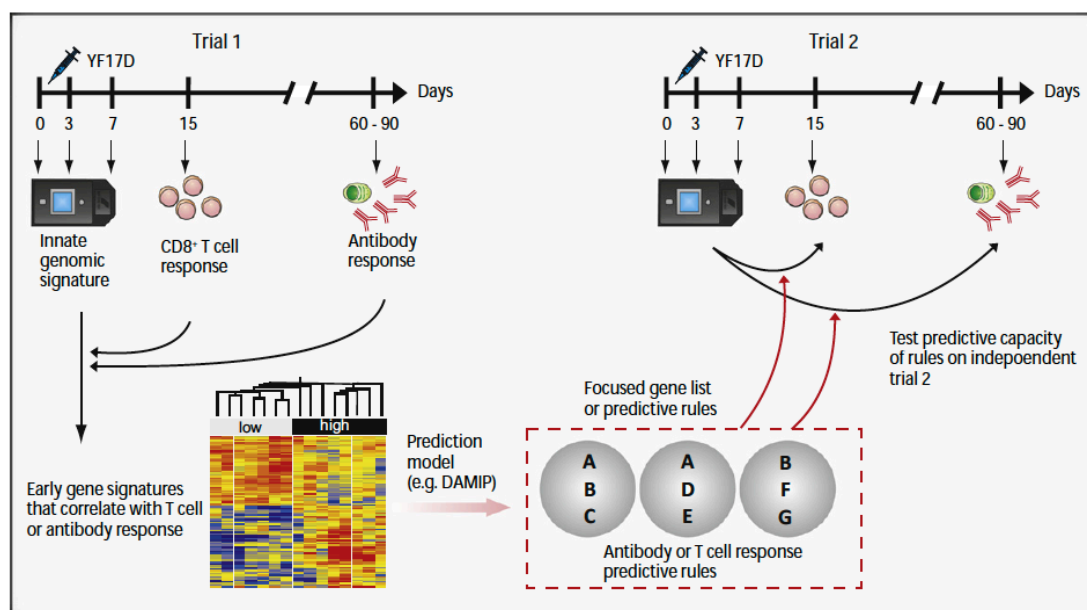 Trial 1
YF17D
Days
0 3 7 15 60 - 90
Innate
genomic
signature
CD8+ T cell
response
Antibody
response
Early gene signatures
that correlate with T cell
or antibody response
low high
Prediction
model
(e.g. DAMIP)
Trial 2
YF17D
Days
0 3 7 15 60 - 90
Test predictive capacity
of rules on indepoendent
trial 2
Focused gene list
or predictive rules
A A B
B D F
C E G
Antibody or T cell response
predictive rules